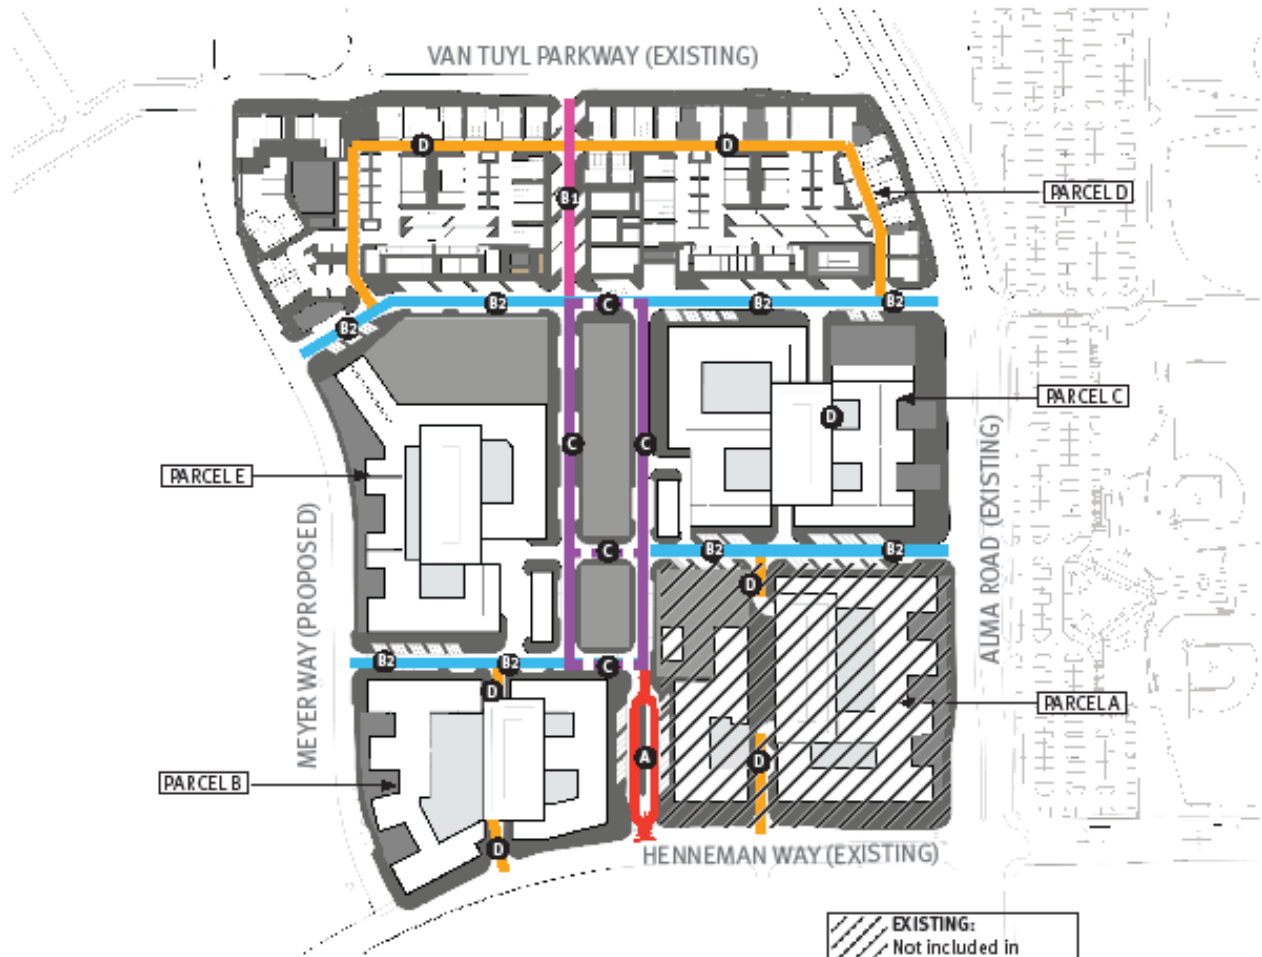 VAN TUYL PARKWAY (EXISTING)
D
D
PARCEL D
B1
B2
C
B2
B2
B2
PARCEL C
D
C
C
PARCEL E
ALMA ROAD (EXISTING)
MEYER WAY (PROPOSED)
C
B2
B2
D
B2
B2
C
D
PARCEL A
A
D
PARCEL B
D
HENNEMAN WAY (EXISTING)
EXISTING:
Not included in